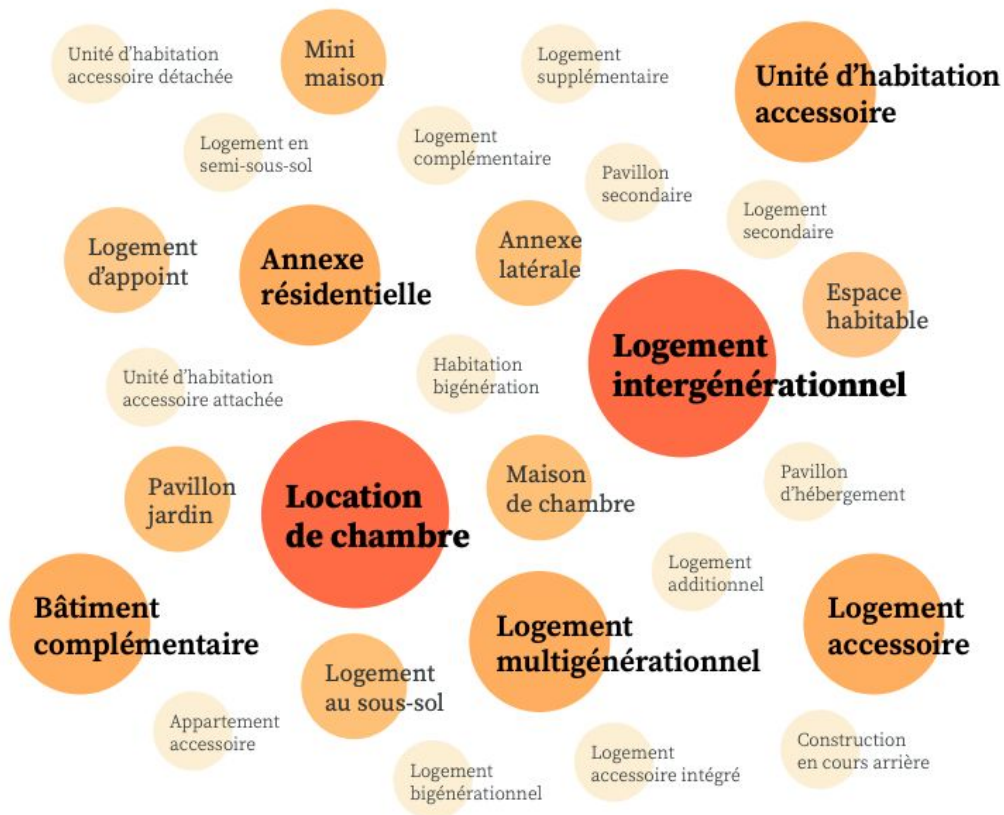 Unité d’habitation
accessoire détachée
Mini
maison
Logement
supplémentaire
Unité d’habitation
accessoire
Logement en
semi-sous-sol
Logement
complémentaire
Pavillon
secondaire
Logement
secondaire
Logement
d’appoint
Annexe
résidentielle
Annexe
latérale
Espace
habitable
Logement
intergénérationnel
Unité d’habitation
accessoire attachée
Habitation
bigénération
Pavillon
jardin
Location
de chambre
Maison
de chambre
Pavillon
d’hébergement
Logement
additionnel
Bâtiment
complémentaire
Logement
multigénérationnel
Logement
accessoire
Logement
au sous-sol
Appartement
accessoire
Logement
bigénérationnel
Logement
accessoire intégré
Construction
en cours arrière